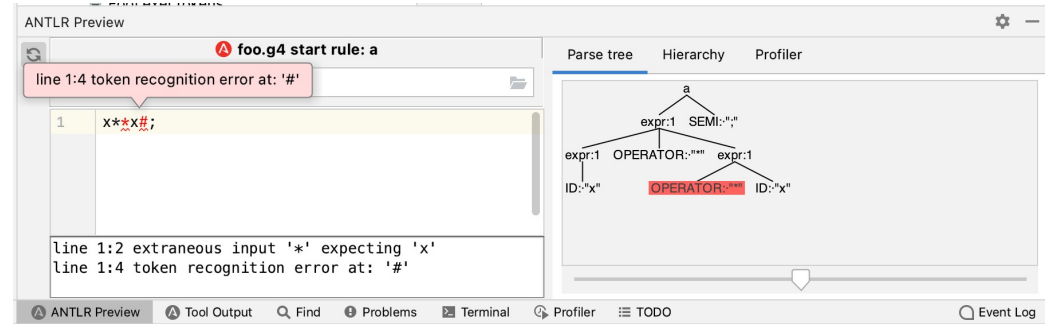 ANTLR Preview
foo.g4 start rule: a
line 1:4 token recognition error at: '#'
1 x**x#;
line 1:2 extraneous input '*' expecting 'x'
line 1:4 token recognition error at: '#'
Parse tree Hierarchy Profiler
a
expr:1 SEMI:-";"
expr:1 OPERATOR:-"*" expr:1
ID:-"x" OPERATOR:-"*" ID:-"x"
ANTLR Preview Tool Output Find Problems Terminal Profiler TODO Event Log